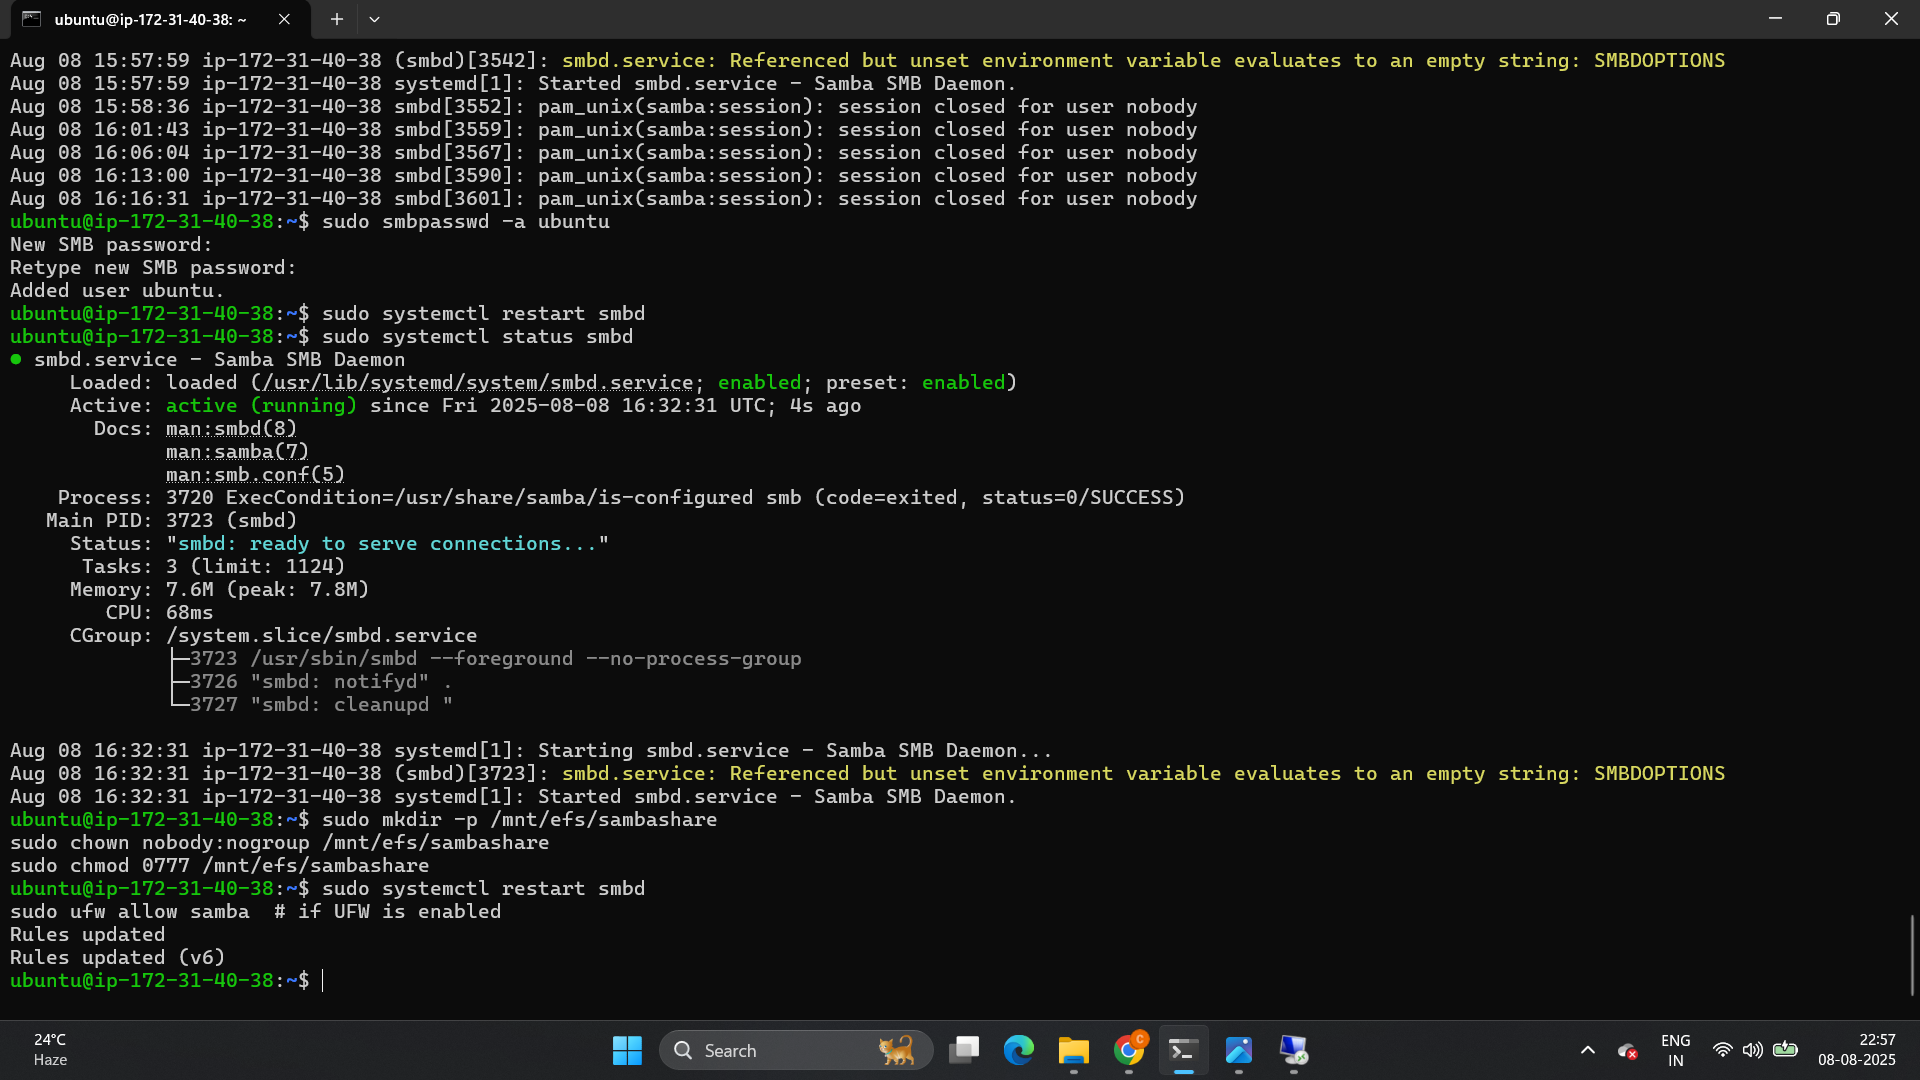 ubuntu@ip-172-31-40-38: ~
Aug 08 15:57:59 ip-172-31-40-38 (smbd)[3542]: smbd.service: Referenced but unset environment variable evaluates to an empty string: SMBDOPTIONS
Aug 08 15:57:59 ip-172-31-40-38 systemd[1]: Started smbd.service - Samba SMB Daemon.
Aug 08 15:58:36 ip-172-31-40-38 smbd[3552]: pam_unix(samba:session): session closed for user nobody
Aug 08 16:01:43 ip-172-31-40-38 smbd[3559]: pam_unix(samba:session): session closed for user nobody
Aug 08 16:06:04 ip-172-31-40-38 smbd[3567]: pam_unix(samba:session): session closed for user nobody
Aug 08 16:13:00 ip-172-31-40-38 smbd[3590]: pam_unix(samba:session): session closed for user nobody
Aug 08 16:16:31 ip-172-31-40-38 smbd[3601]: pam_unix(samba:session): session closed for user nobody
ubuntu@ip-172-31-40-38:~$ sudo smbpasswd -a ubuntu
New SMB password:
Retype new SMB password:
Added user ubuntu.
ubuntu@ip-172-31-40-38:~$ sudo systemctl restart smbd
ubuntu@ip-172-31-40-38:~$ sudo systemctl status smbd
● smbd.service - Samba SMB Daemon
     Loaded: loaded (/usr/lib/systemd/system/smbd.service; enabled; preset: enabled)
     Active: active (running) since Fri 2025-08-08 16:32:31 UTC; 4s ago
       Docs: man:smbd(8)
             man:samba(7)
             man:smb.conf(5)
    Process: 3720 ExecCondition=/usr/share/samba/is-configured smb (code=exited, status=0/SUCCESS)
   Main PID: 3723 (smbd)
     Status: "smbd: ready to serve connections..."
      Tasks: 3 (limit: 1124)
     Memory: 7.6M (peak: 7.8M)
        CPU: 68ms
     CGroup: /system.slice/smbd.service
             ├─3723 /usr/sbin/smbd --foreground --no-process-group
             ├─3726 "smbd: notifyd" .
             └─3727 "smbd: cleanupd "
Aug 08 16:32:31 ip-172-31-40-38 systemd[1]: Starting smbd.service - Samba SMB Daemon...
Aug 08 16:32:31 ip-172-31-40-38 (smbd)[3723]: smbd.service: Referenced but unset environment variable evaluates to an empty string: SMBDOPTIONS
Aug 08 16:32:31 ip-172-31-40-38 systemd[1]: Started smbd.service - Samba SMB Daemon.
ubuntu@ip-172-31-40-38:~$ sudo mkdir -p /mnt/efs/sambashare
sudo chown nobody:nogroup /mnt/efs/sambashare
sudo chmod 0777 /mnt/efs/sambashare
ubuntu@ip-172-31-40-38:~$ sudo systemctl restart smbd
sudo ufw allow samba  # if UFW is enabled
Rules updated
Rules updated (v6)
ubuntu@ip-172-31-40-38:~$
24°C
Haze
Search
C
ENG
IN
22:57
08-08-2025